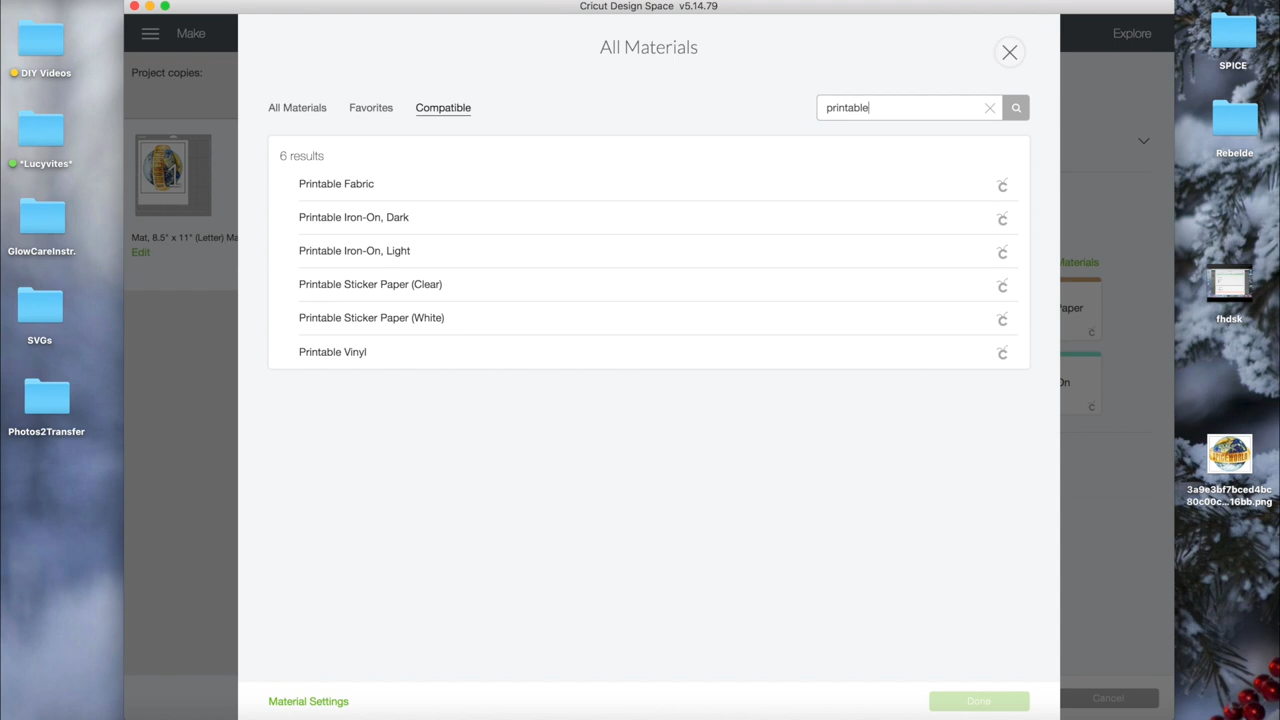 Cricut Design Space v5.14.79
Make
Explore
Project copies:
Mat, 8.5" x 11" (Letter) Ma
Edit
All Materials
All Materials
Favorites
Compatible
printable
6 results
Printable Fabric
Printable Iron-On, Dark
Printable Iron-On, Light
Printable Sticker Paper (Clear)
Printable Sticker Paper (White)
Printable Vinyl
Material Settings
Done
Materials
aper
On
Cancel
DIY Videos
*Lucyvites*
GlowCareInstr.
SVGs
Photos2Transfer
SPICE
Rebelde
fhdsk
SPICEWORLD
3a9e3bf7bced4bc
80c00c...16bb.png